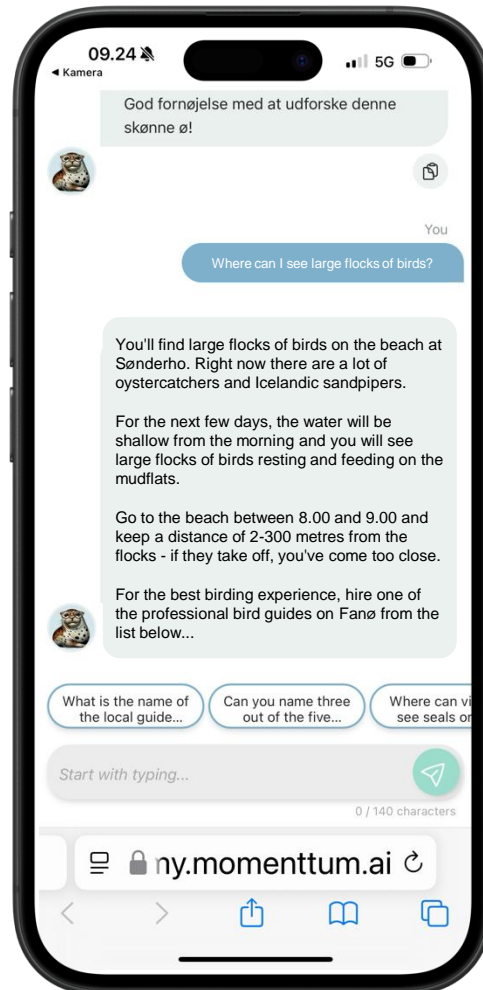 09.24
5G
◀ Kamera
God fornøjelse med at udforske denne
skønne ø!
You
Where can I see large flocks of birds?
You'll find large flocks of birds on the beach at
Sønderho. Right now there are a lot of
oystercatchers and Icelandic sandpipers.
For the next few days, the water will be
shallow from the morning and you will see
large flocks of birds resting and feeding on the
mudflats.
Go to the beach between 8.00 and 9.00 and
keep a distance of 2-300 metres from the
flocks - if they take off, you've come too close.
For the best birding experience, hire one of
the professional bird guides on Fanø from the
list below...
What is the name of
the local guide...
Can you name three
out of the five...
Where can vi
see seals or
Start with typing...
0 / 140 characters
ny.momenttum.ai